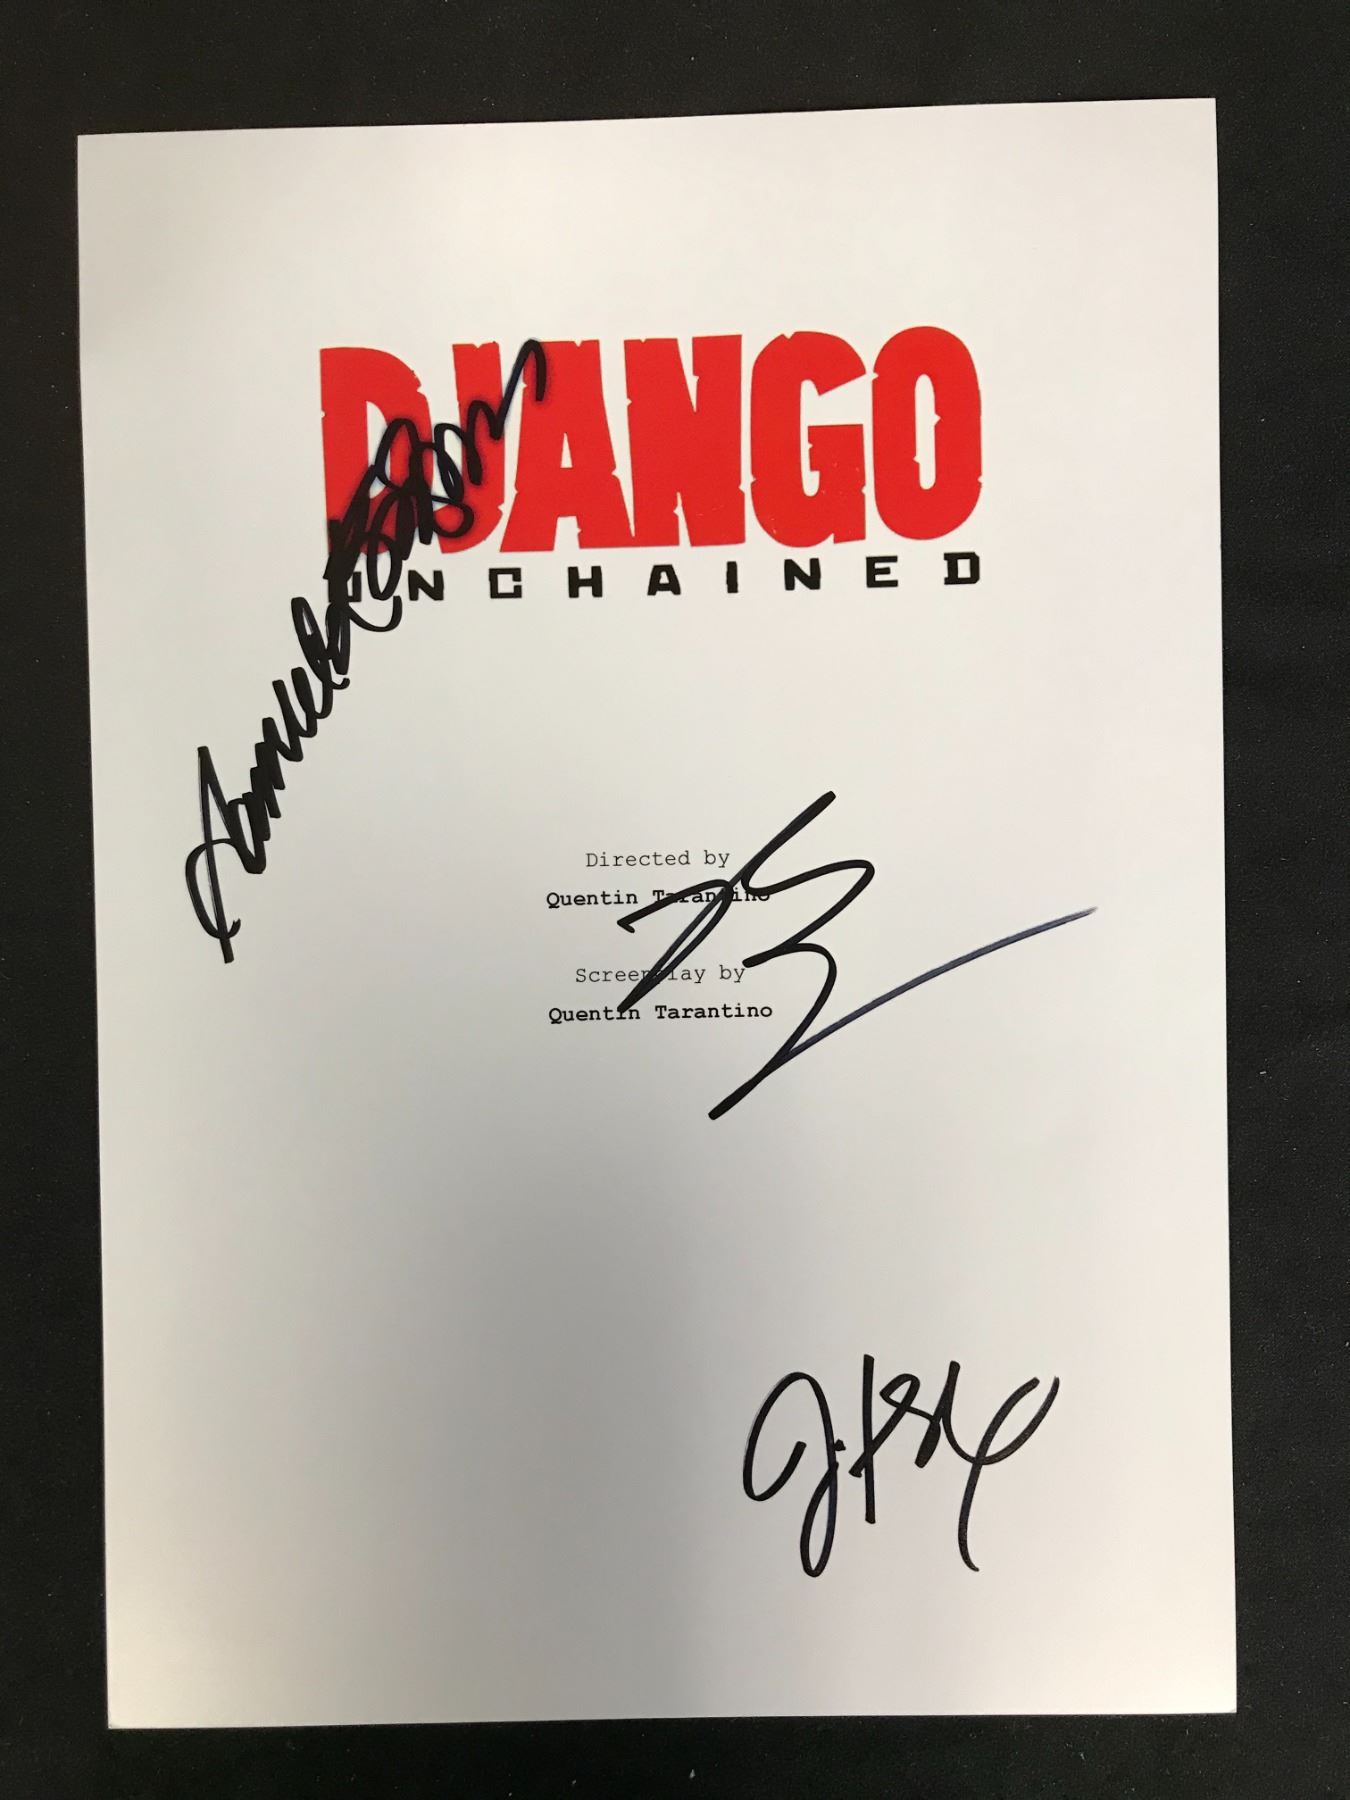 DJANGO
UNCHAINED
Directed by
Quentin Tarantino
Screenplay by
Quentin Tarantino